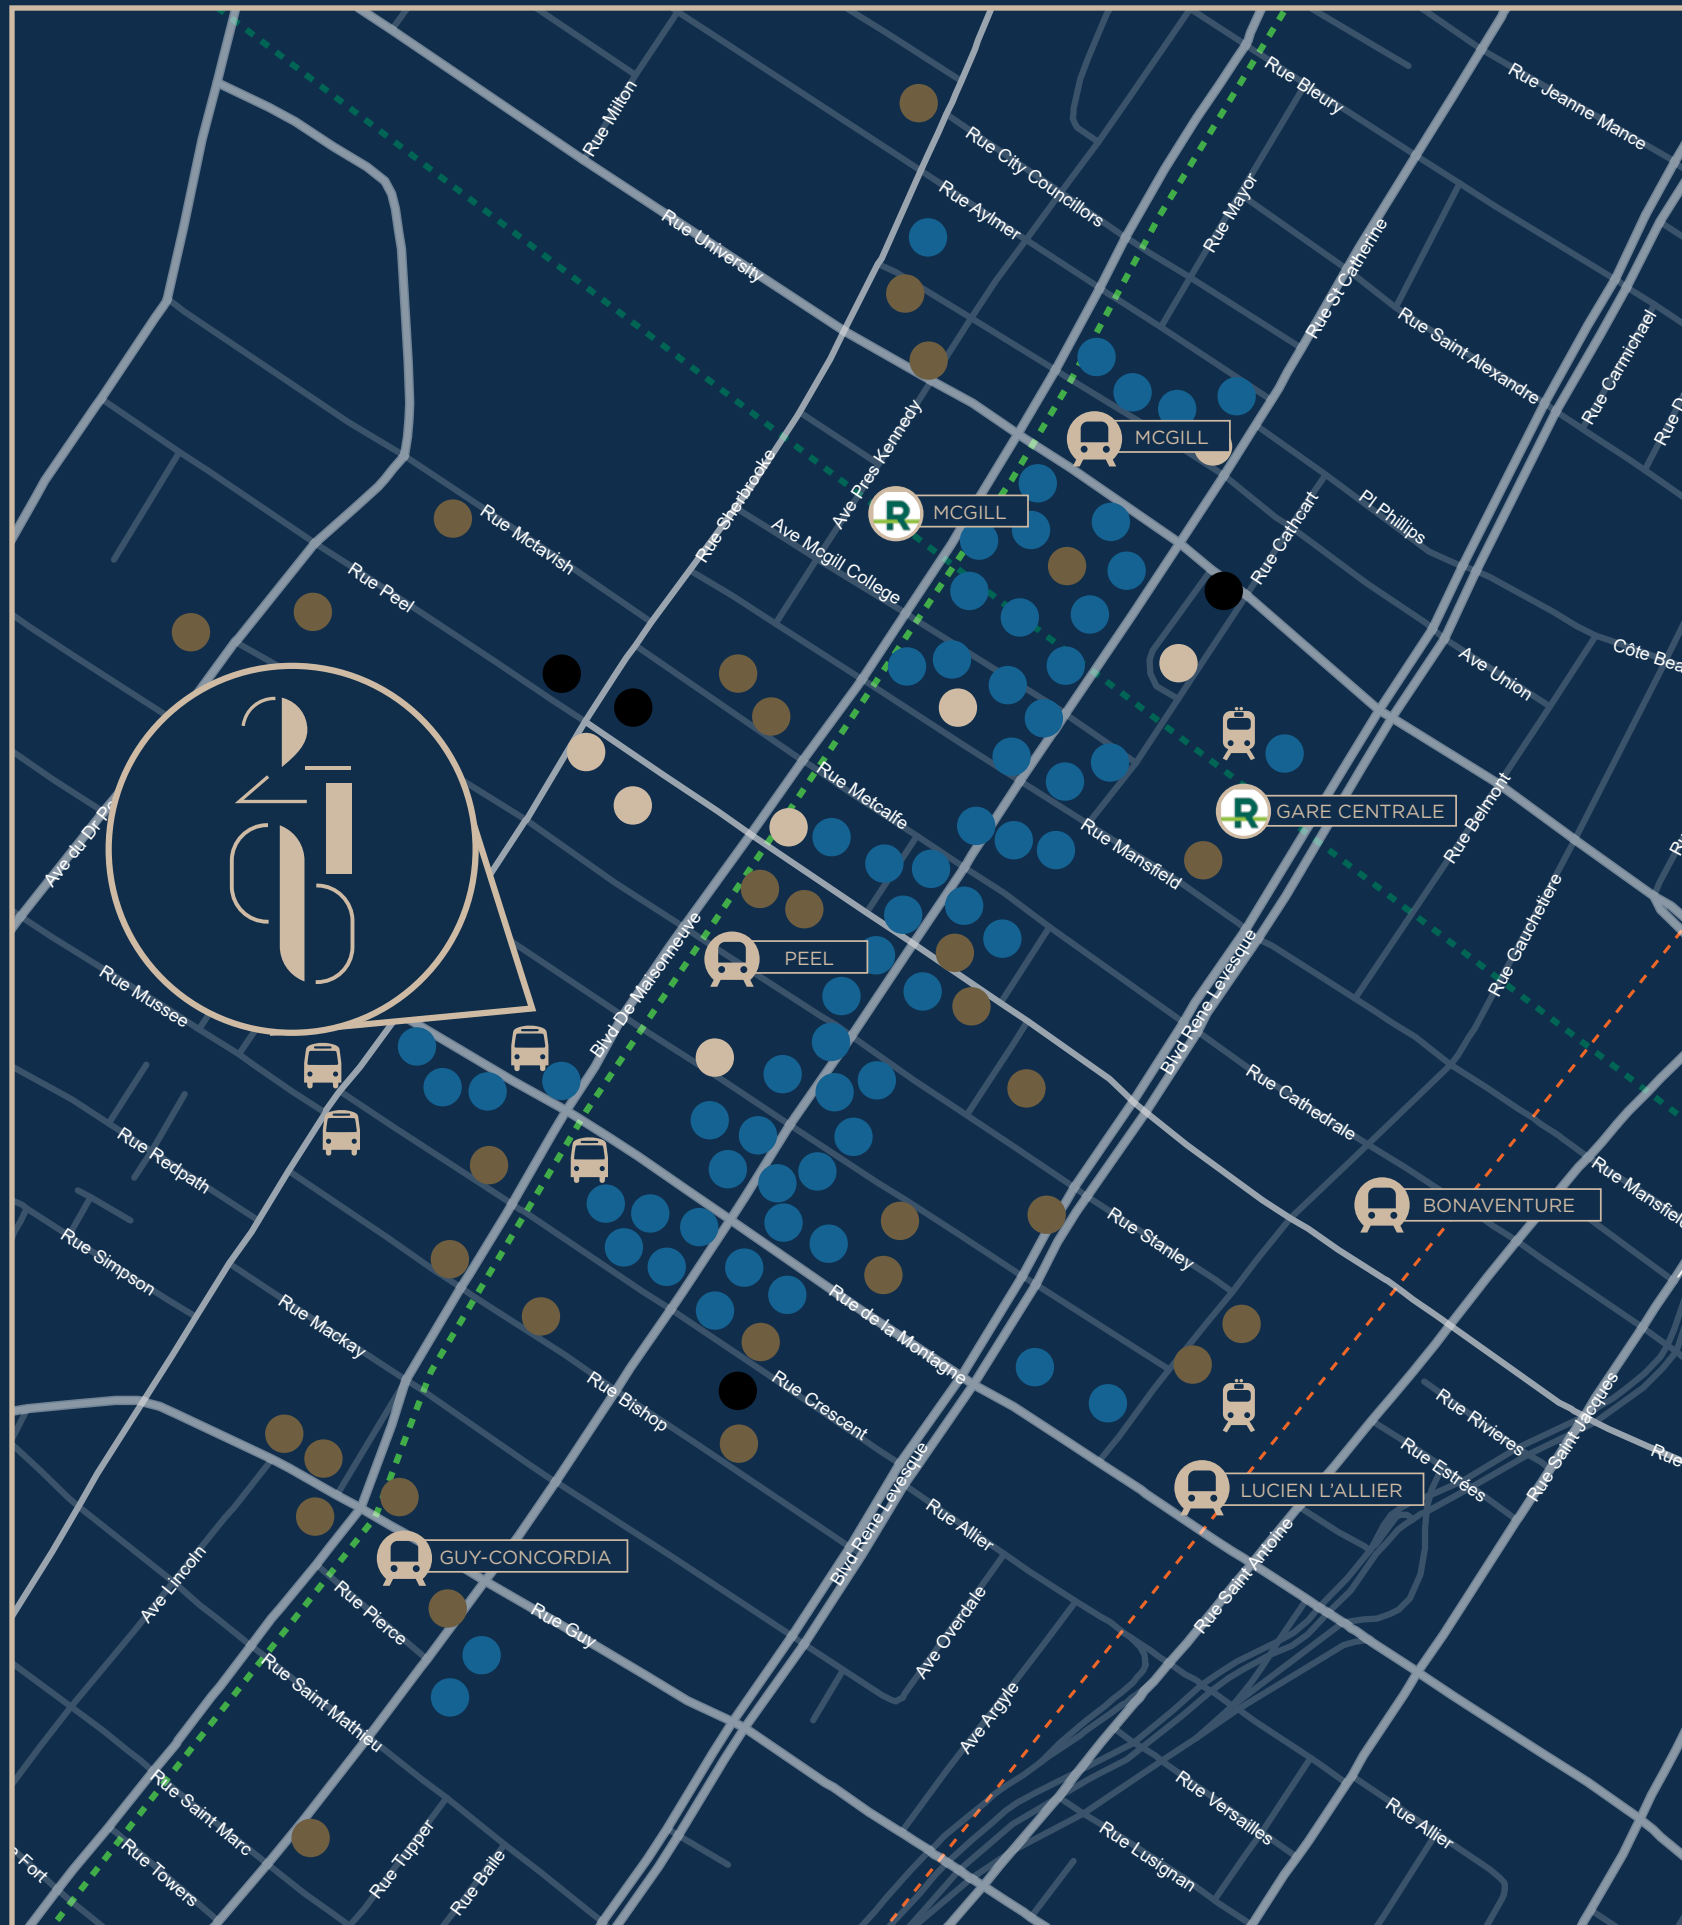 Rue Jeanne Mance
Rue Bleury
Rue Milton
Rue City Councillors
Rue Mayor
Rue Aylmer
Rue University
Rue St Catherine
Rue Saint Alexandre
Rue Carmichael
Ave Pres Kennedy
MCGILL
Rue Sherbrooke
MCGILL
R
Rue Cathcart
Pl Phillips
Rue Mctavish
Ave Mcgill College
Rue Peel
Côte Bea
Ave Union
Rue Metcalfe
R
GARE CENTRALE
Rue Belmont
Rue Mansfield
Ave du Dr
Rue Gauchetiere
Blvd De Maisonneuve
PEEL
Blvd Rene Levesque
Rue Mussee
Rue Cathedrale
Rue Redpath
Rue Mansfield
BONAVENTURE
Rue Stanley
Rue Simpson
Rue Mackay
Rue de la Montagne
Rue Bishop
Rue Crescent
Rue Rivieres
Rue Saint Jacques
Rue
Rue Estrées
LUCIEN L'ALLIER
Blvd Rene Levesque
Rue Allier
Rue Saint Antoine
GUY-CONCORDIA
Ave Lincoln
Rue Pierce
Rue Guy
Ave Overdale
Rue Saint Mathieu
Ave Argyle
Rue Saint Marc
Rue Versailles
Rue Allier
Rue Tupper
Rue Lusignan
Fort
Rue Towers
Rue Baile